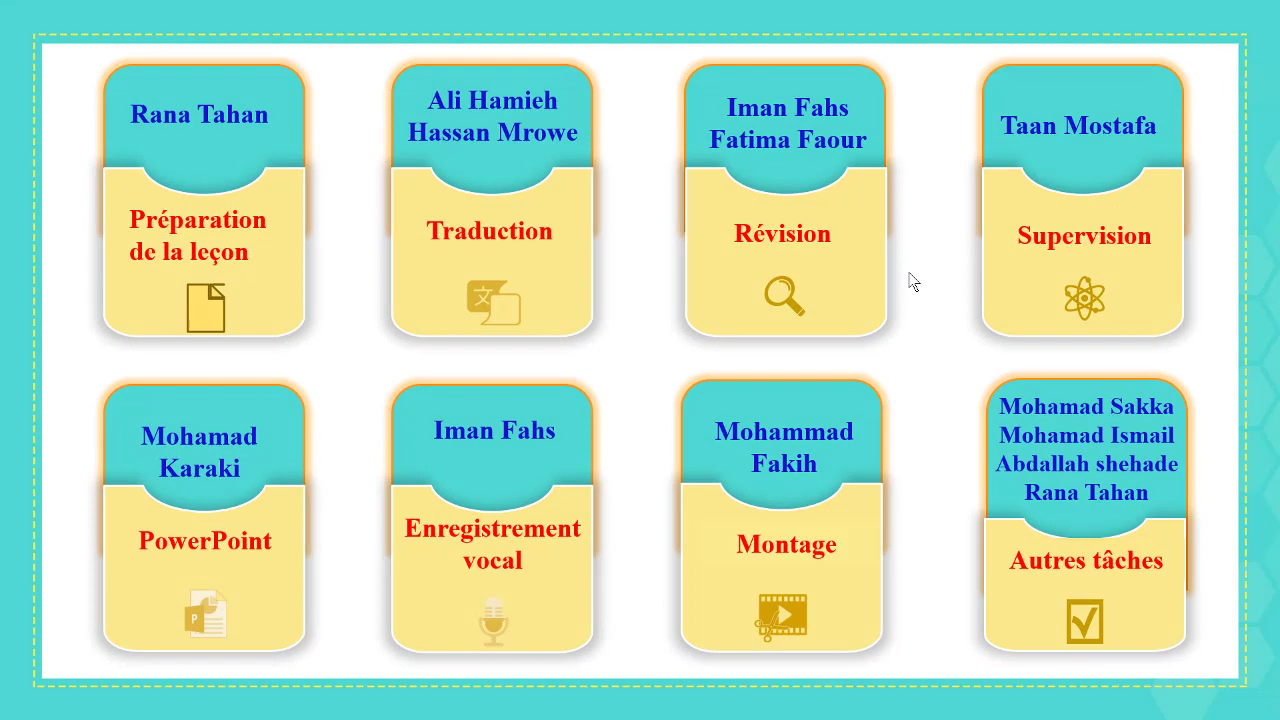 Rana Tahan
Préparation
de la leçon
Ali Hamieh
Hassan Mrowe
Traduction
文
Iman Fahs
Fatima Faour
Révision
Taan Mostafa
Supervision
Mohamad
Karaki
PowerPoint
P
Iman Fahs
Enregistrement
vocal
Mohammad
Fakih
Montage
Mohamad Sakka
Mohamad Ismail
Abdallah shehade
Rana Tahan
Autres tâches